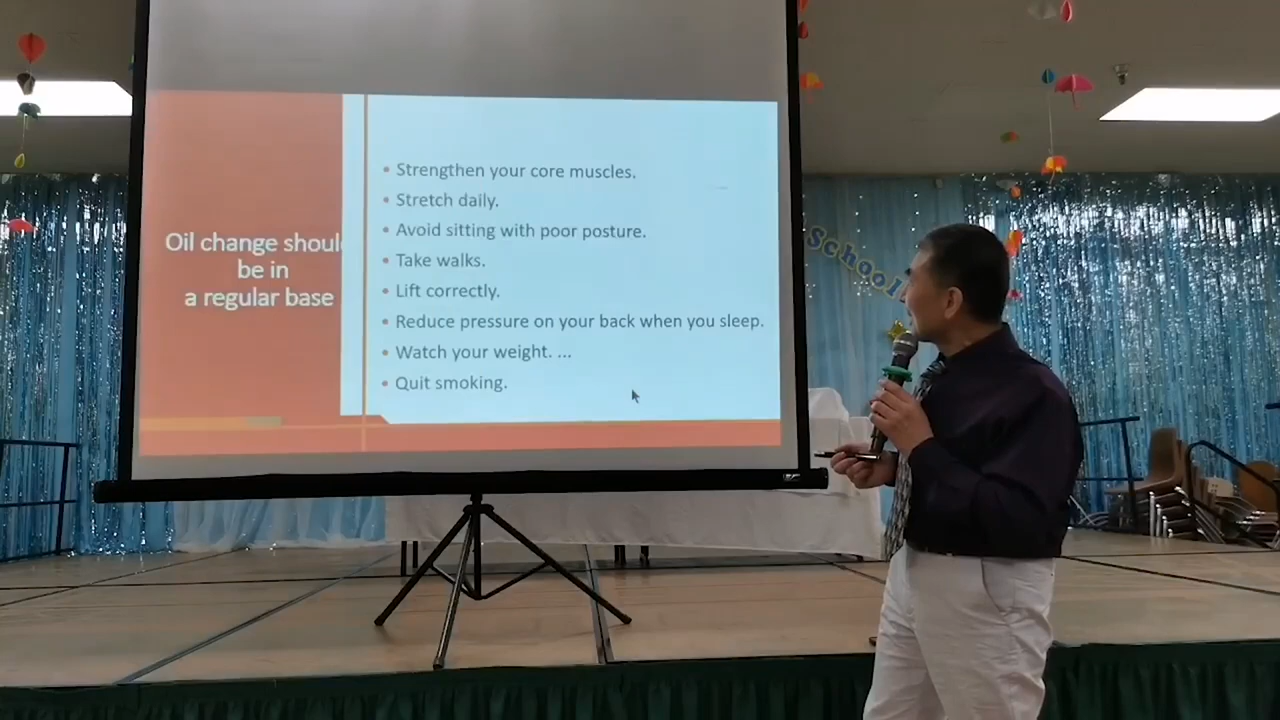 Oil change shoul
be in
a regular base
• Strengthen your core muscles.
• Stretch daily.
• Avoid sitting with poor posture.
• Take walks.
• Lift correctly.
• Reduce pressure on your back when you sleep.
• Watch your weight. ...
• Quit smoking.
School